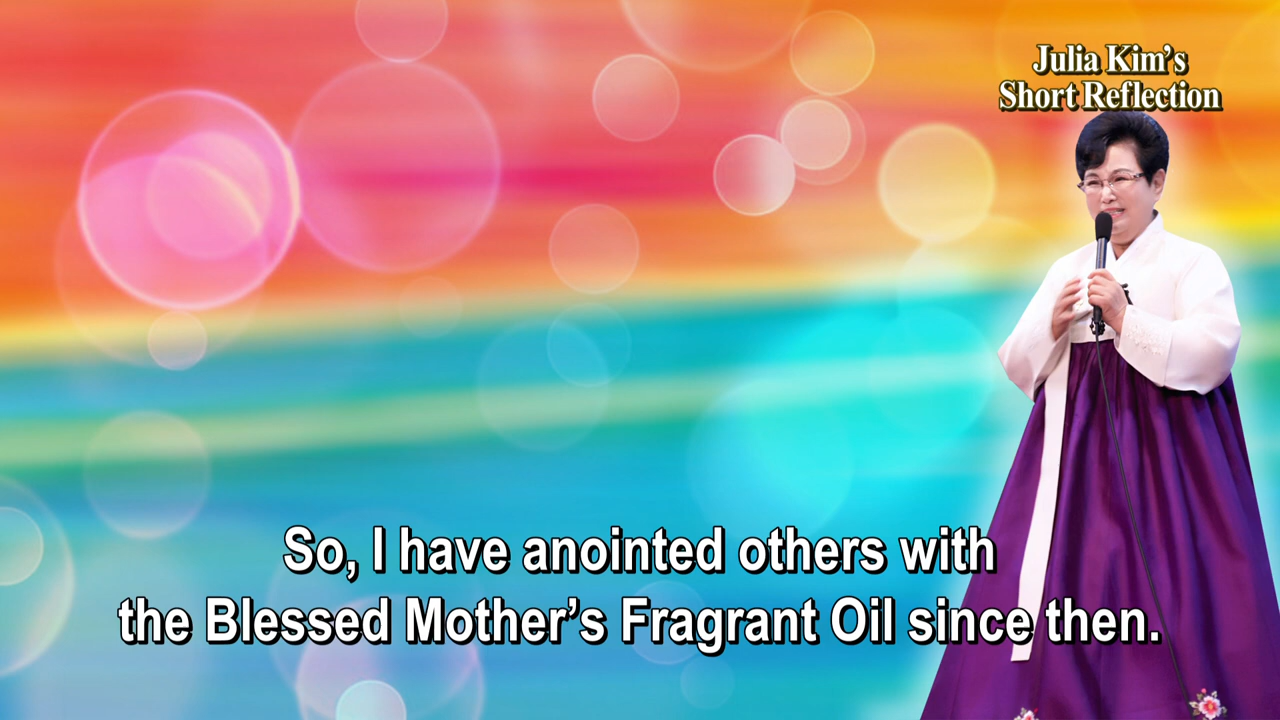 Julia Kim's
Short Reflection
So, I have anointed others with
the Blessed Mother’s Fragrant Oil since then.